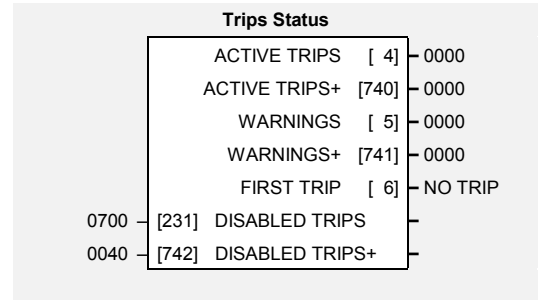 Trips Status
ACTIVE TRIPS [ 4] 0000
ACTIVE TRIPS+ [740] 0000
WARNINGS [ 5] 0000
WARNINGS+ [741] 0000
FIRST TRIP [ 6] NO TRIP
0700 [231] DISABLED TRIPS
0040 [742] DISABLED TRIPS+